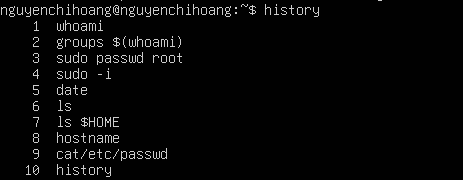 nguyenchihoang@nguyenchihoang:~$ history
1 whoami
2 groups $(whoami)
3 sudo passwd root
4 sudo -i
5 date
6 ls
7 ls $HOME
8 hostname
9 cat/etc/passwd
10 history